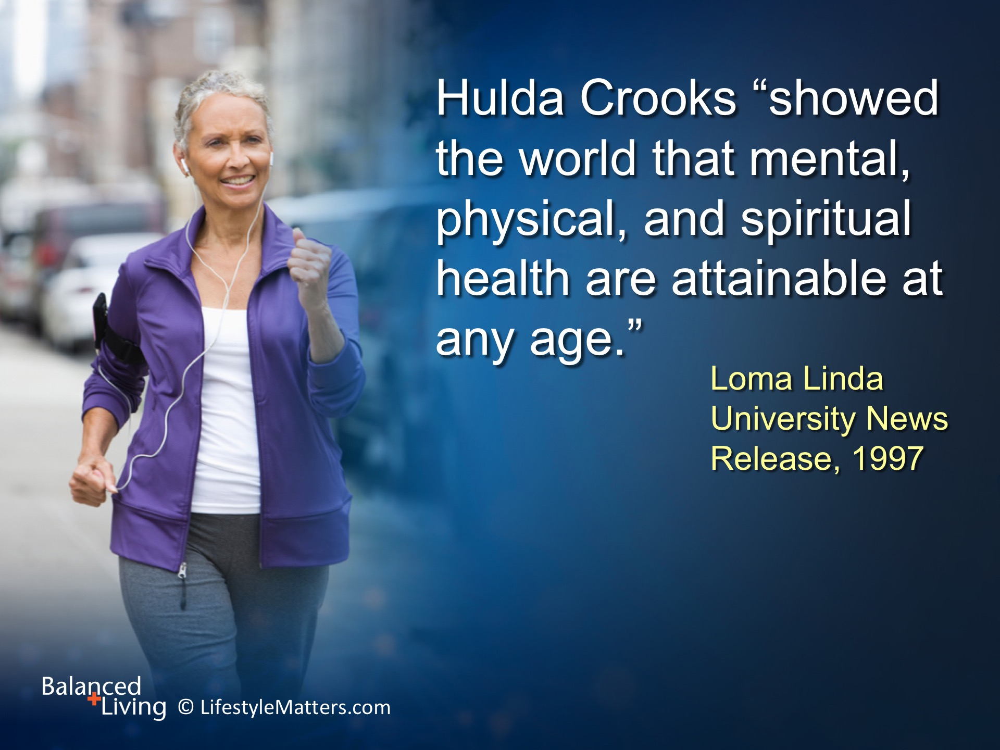 Hulda Crooks “showed
the world that mental,
physical, and spiritual
health are attainable at
any age.”
Loma Linda
University News
Release, 1997
Balanced
Living © LifestyleMatters.com